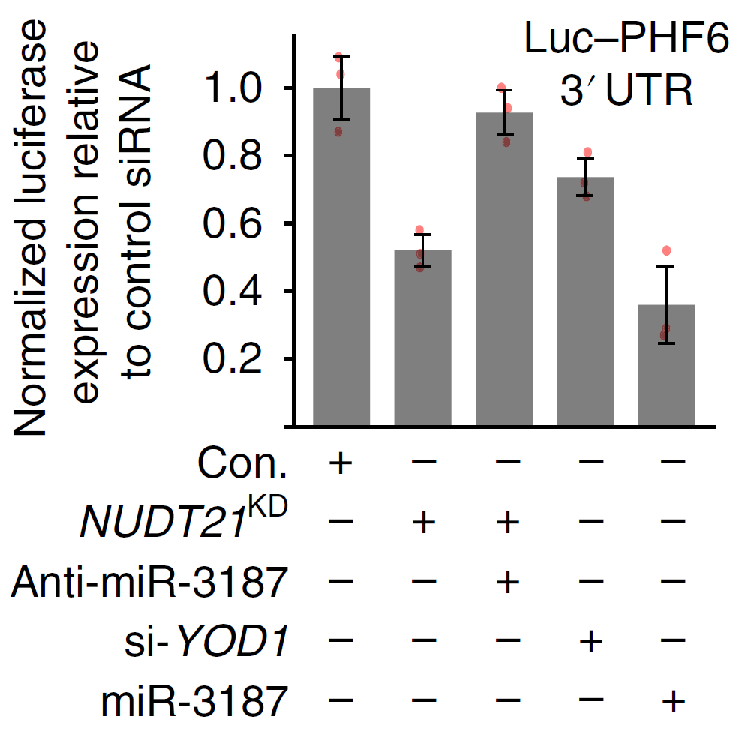 Normalized luciferase
expression relative
to control siRNA
Luc–PHF6
3′ UTR
1.0
0.8
0.6
0.4
0.2
Con. + – – – –
NUDT21KD – + + – –
Anti-miR-3187 – – + – –
si-YOD1 – – – + –
miR-3187 – – – – +